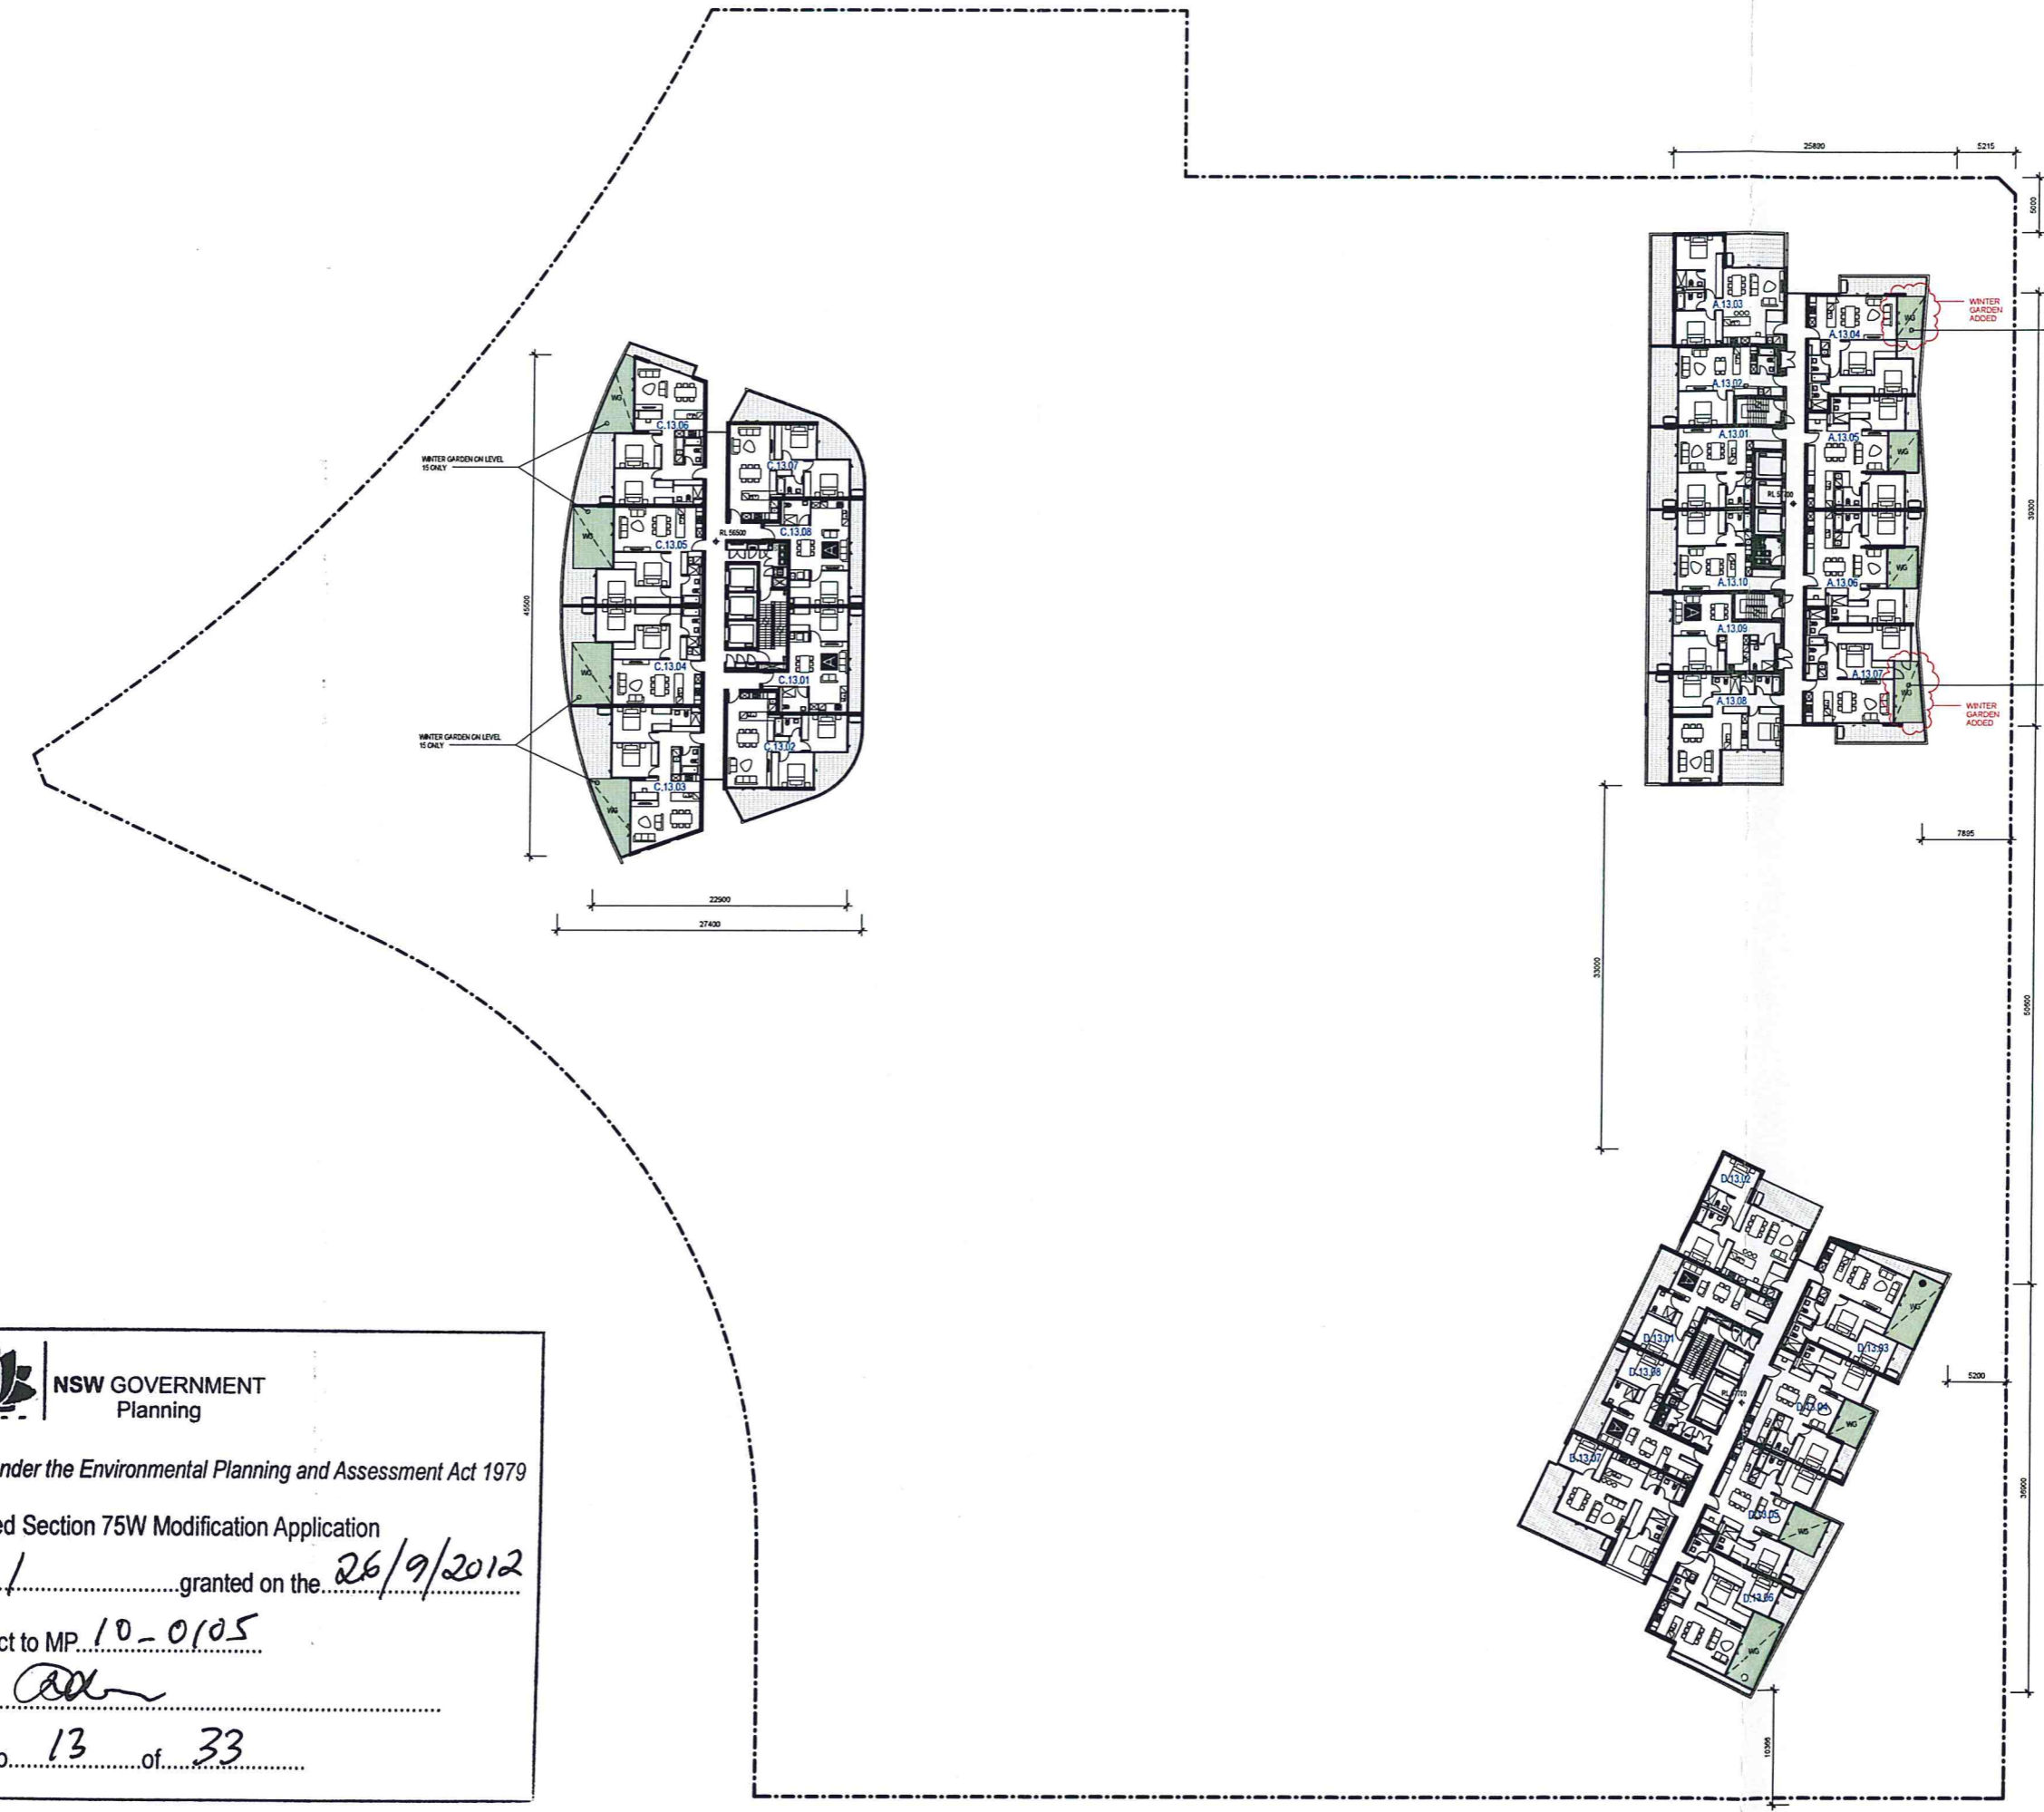 25890
5215
5000
A.13.03
A.13.04
WG
WINTER
GARDEN
ADDED
A.13.02
A.13.01
A.13.05
WG
39300
A.13.10
A.13.06
WG
A.13.09
A.13.07
WG
A.13.08
WINTER
GARDEN
ADDED
7895
WG
C.13.06
WINTER GARDEN ON LEVEL
15 ONLY
C.13.07
WG
C.13.05
RL 56500
C.13.08
45500
WG
C.13.04
C.13.01
WINTER GARDEN ON LEVEL
15 ONLY
C.13.02
C.13.03
WG
22900
27400
33000
50600
D.13.02
WG
D.13.01
D.13.03
D.13.08
5200
D.13.04
WG
D.13.07
D.13.05
WG
36900
D.13.06
WG
10366
NSW GOVERNMENT
Planning
nder the Environmental Planning and Assessment Act 1979
ed Section 75W Modification Application
1 granted on the 26/9/2012
ct to MP 10-0105
13 of 33